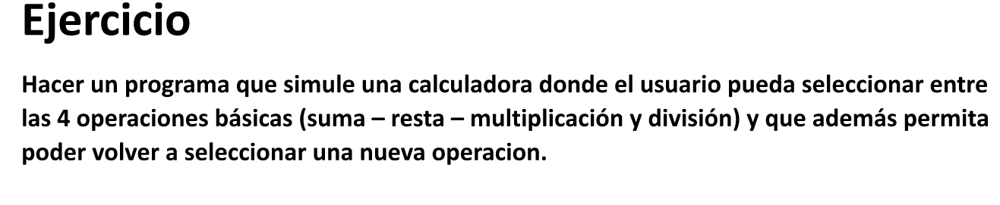 Ejercicio
Hacer un programa que simule una calculadora donde el usuario pueda seleccionar entre
las 4 operaciones básicas (suma – resta – multiplicación y división) y que además permita
poder volver a seleccionar una nueva operacion.